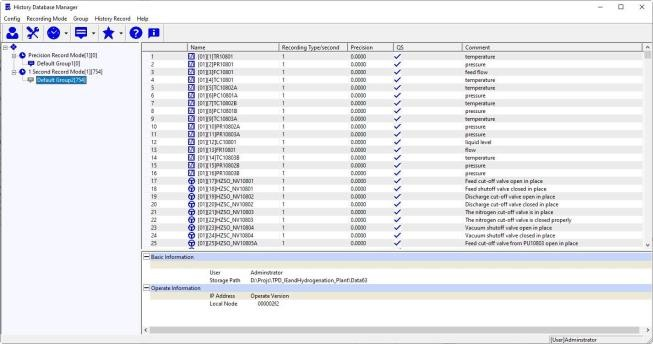 History Database Manager
Config Recording Mode Group History Record Help
Precision Record Mode[1][0]
Default Group1[0]
1 Second Record Mode[1][754]
Default Group2[754]
Name Recording Type/second Precision QS Comment
1 [01][1]TR10801 1 0.0000 temperature
2 [01][2]PR10801 1 0.0000 pressure
3 [01][3]FC10801 1 0.0000 feed flow
4 [01][4]TC10801 1 0.0000 temperature
5 [01][5]TC10802A 1 0.0000 temperature
6 [01][6]PC10801A 1 0.0000 pressure
7 [01][7]TC10802B 1 0.0000 temperature
8 [01][8]PC10801B 1 0.0000 pressure
9 [01][9]TC10803A 1 0.0000 temperature
10 [01][10]PR10802A 1 0.0000 pressure
11 [01][11]PR10803A 1 0.0000 pressure
12 [01][12]LC10801 1 0.0000 liquid level
13 [01][13]FR10801 1 0.0000 flow
14 [01][14]TC10803B 1 0.0000 temperature
15 [01][15]PR10802B 1 0.0000 pressure
16 [01][16]PR10803B 1 0.0000 pressure
17 [01][17]HZSO_NV10801 1 0.0000 Feed cut-off valve open in place
18 [01][18]HZSC_NV10801 1 0.0000 Feed shutoff valve closed in place
19 [01][19]HZSO_NV10802 1 0.0000 Discharge cut-off valve open in place
20 [01][20]HZSC_NV10802 1 0.0000 Discharge cut-off valve closed in place
21 [01][21]HZSO_NV10803 1 0.0000 The nitrogen cut-off valve is in place
22 [01][22]HZSC_NV10803 1 0.0000 The nitrogen cut-off valve is closed properly
23 [01][23]HZSO_NV10804 1 0.0000 Vacuum shutoff valve open in place
24 [01][24]HZSC_NV10804 1 0.0000 Vacuum shutoff valve closed in place
25 [01][25]HZSO_NV10805A 1 0.0000 Feed cut-off valve from PU10803 open in place
Basic Information
User Adminstrator
Storage Path
Operate Information
IP Address Operate Version
Local Node 000002f2
[User]Adminstrator